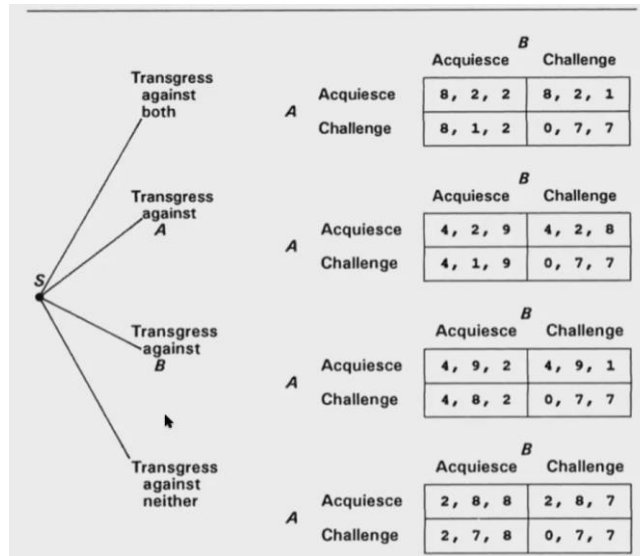 B
Acquiesce Challenge
Transgress
against
both
A
Acquiesce 8, 2, 2 8, 2, 1
Challenge 8, 1, 2 0, 7, 7
B
Acquiesce Challenge
Transgress
against
A
A
Acquiesce 4, 2, 9 4, 2, 8
Challenge 4, 1, 9 0, 7, 7
S
B
Acquiesce Challenge
Transgress
against
B
A
Acquiesce 4, 9, 2 4, 9, 1
Challenge 4, 8, 2 0, 7, 7
B
Acquiesce Challenge
Transgress
against
neither
A
Acquiesce 2, 8, 8 2, 8, 7
Challenge 2, 7, 8 0, 7, 7